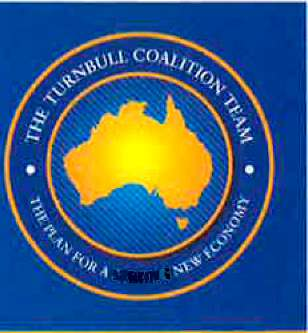 THE TURNBULL COALITION TEAM
THE PLAN FOR A NEW ECONOMY